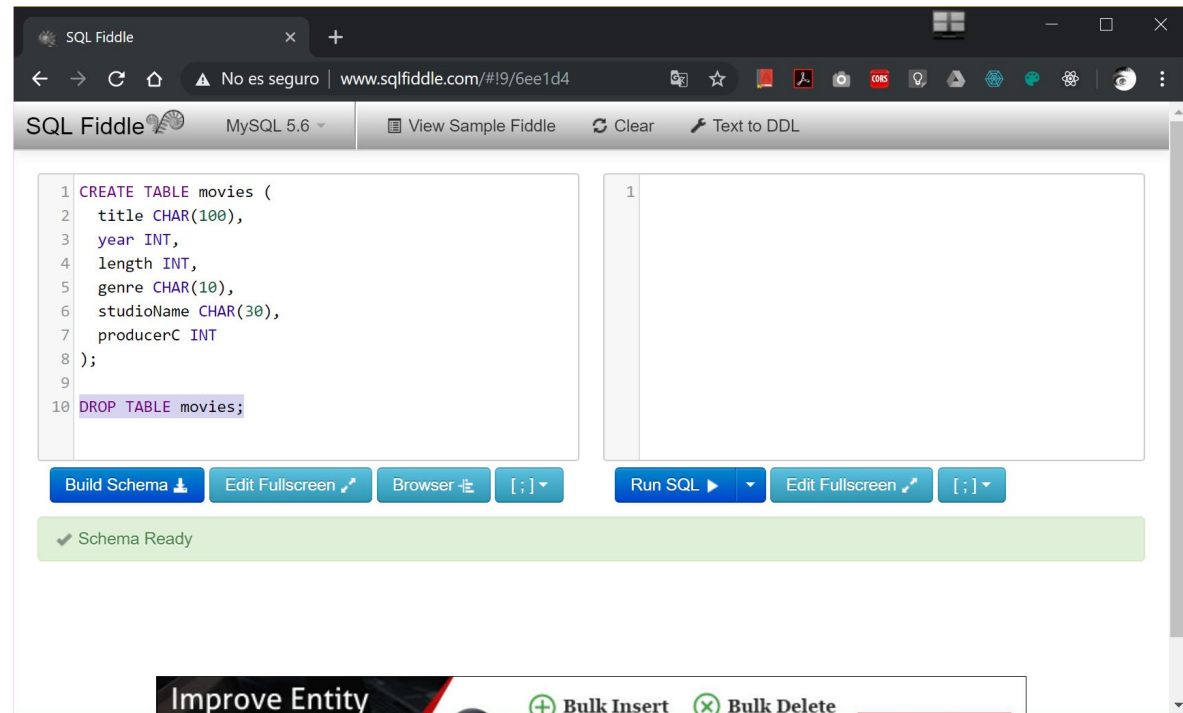 SQL Fiddle
No es seguro | www.sqlfiddle.com/#!9/6ee1d4
CORS
SQL Fiddle MySQL 5.6 View Sample Fiddle Clear Text to DDL
1 CREATE TABLE movies (
2 title CHAR(100),
3 year INT,
4 length INT,
5 genre CHAR(10),
6 studioName CHAR(30),
7 producerC INT
8 );
9
10 DROP TABLE movies;
1
Build Schema Edit Fullscreen Browser [ ; ]
Run SQL Edit Fullscreen [ ; ]
Schema Ready
Improve Entity
Bulk Insert Bulk Delete